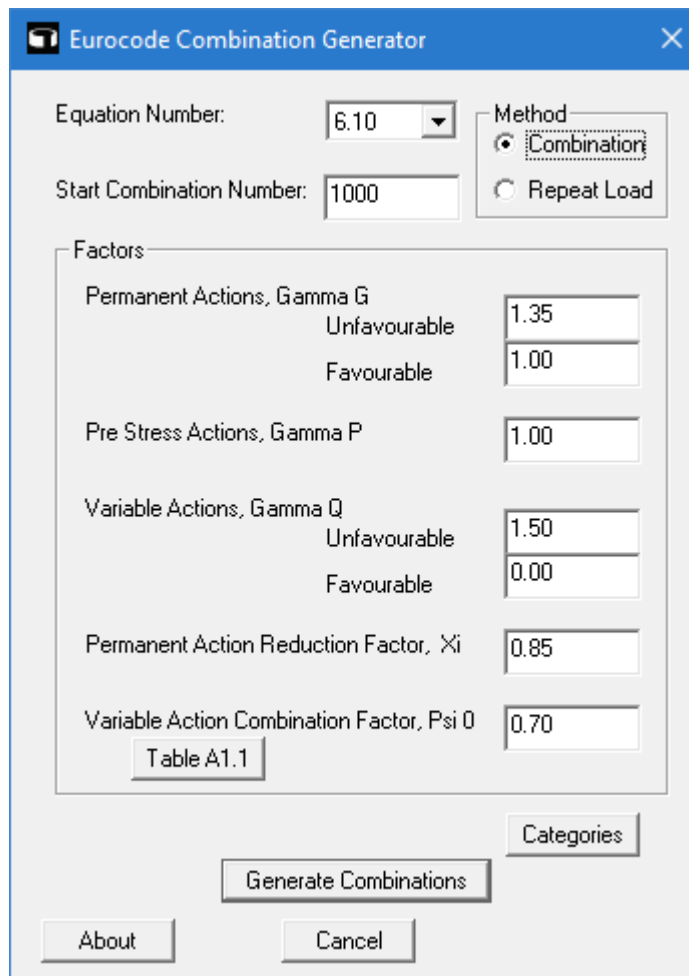 Eurocode Combination Generator
Equation Number:
6.10
Method
Combination
Repeat Load
Start Combination Number:
1000
Factors
Permanent Actions, Gamma G
Unfavourable
1.35
Favourable
1.00
Pre Stress Actions, Gamma P
1.00
Variable Actions, Gamma Q
Unfavourable
1.50
Favourable
0.00
Permanent Action Reduction Factor, Xi
0.85
Variable Action Combination Factor, Psi 0
0.70
Table A1.1
Categories
Generate Combinations
About
Cancel